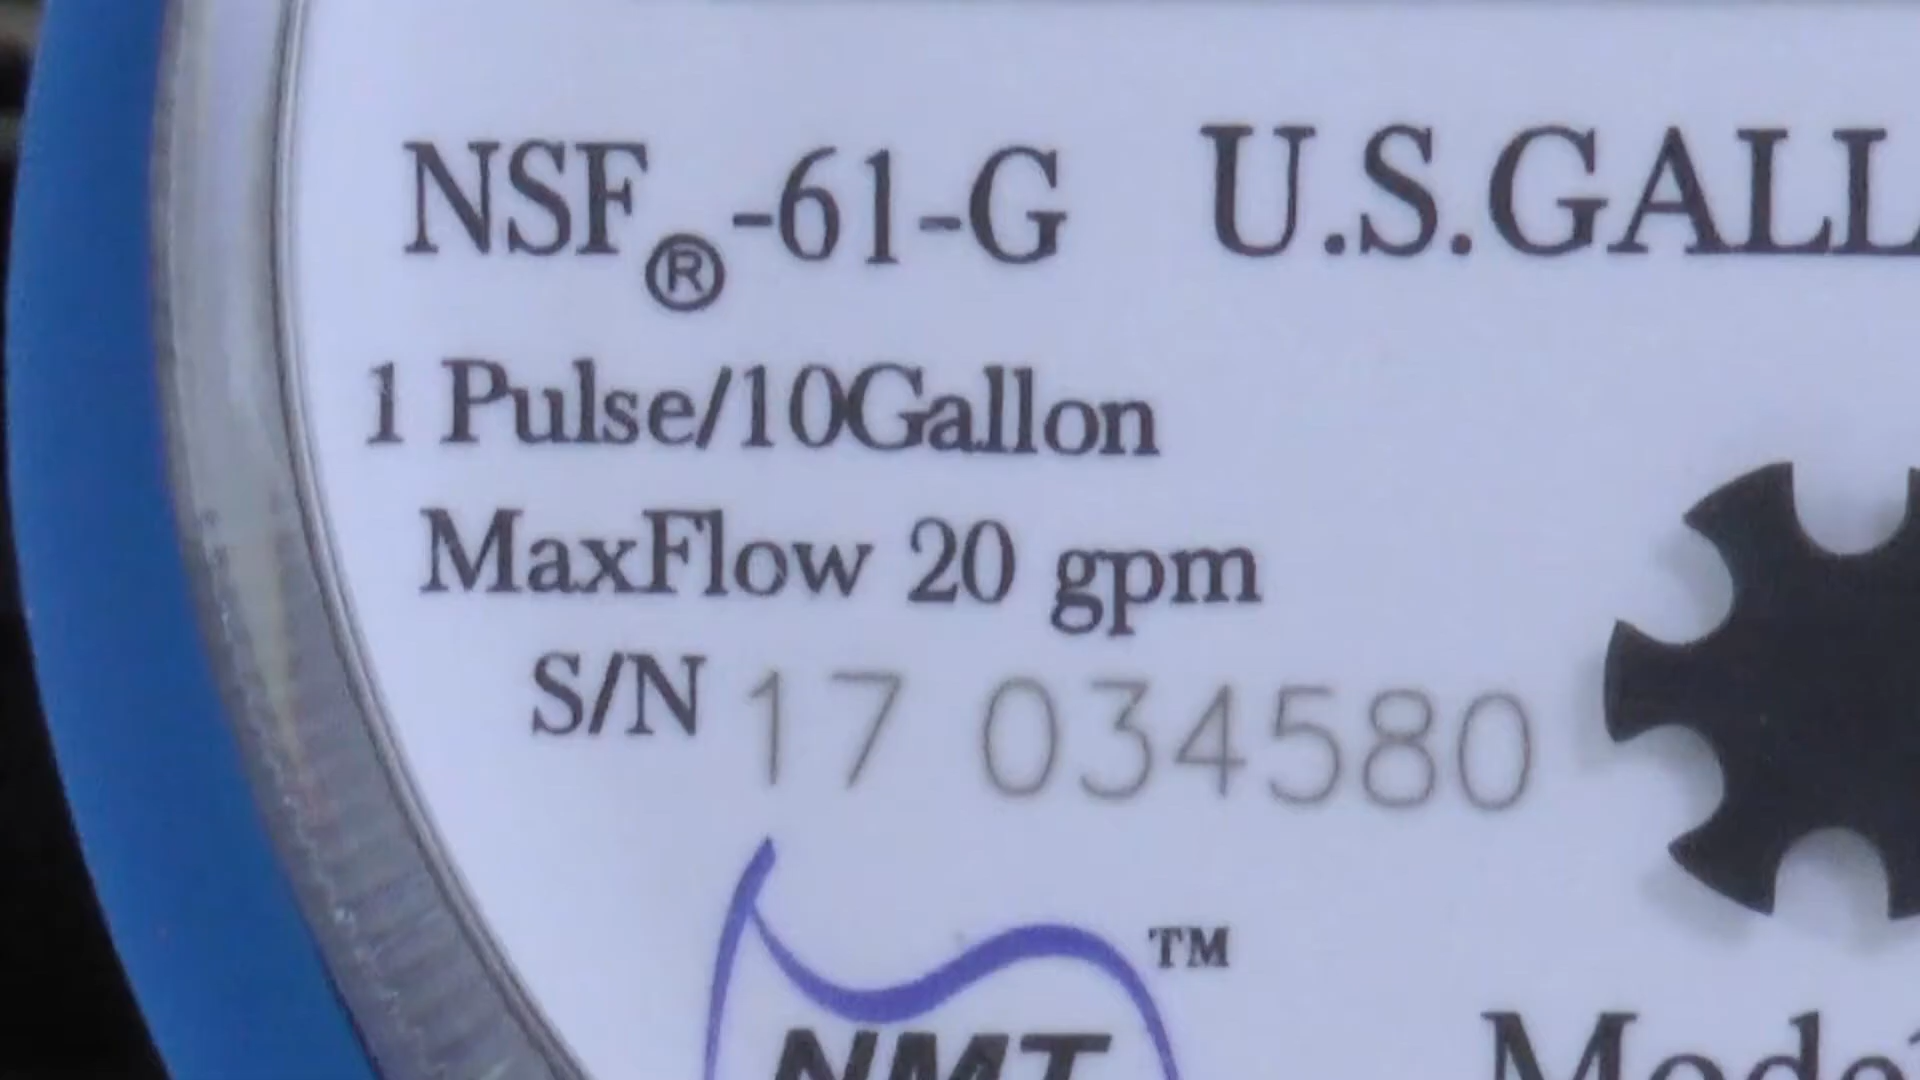 NSF®-61-G U.S.GALL
1 Pulse/10Gallon
MaxFlow 20 gpm
S/N 17 034580
TM
NMT
Mode